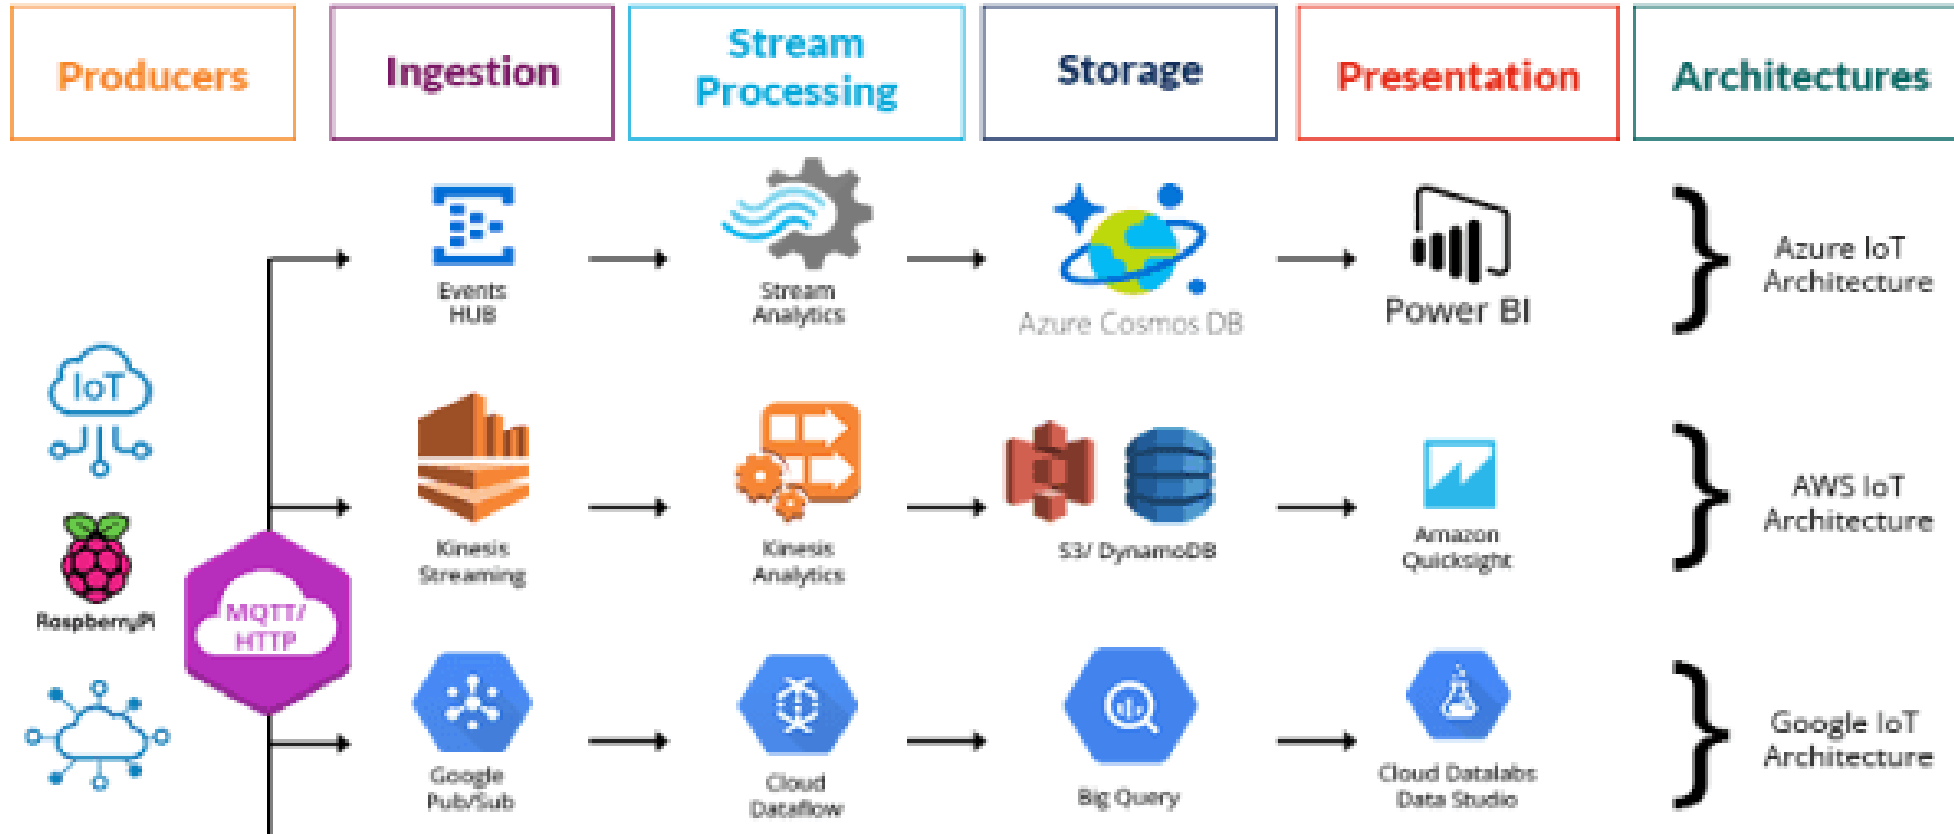 Producers
Ingestion
Stream
Processing
Storage
Presentation
Architectures
Events
HUB
Stream
Analytics
Azure Cosmos DB
Power BI
Azure IoT
Architecture
IoT
RaspberryPi
MQTT/
HTTP
Kinesis
Streaming
Kinesis
Analytics
S3/ DynamoDB
Amazon
Quicksight
AWS IoT
Architecture
Google
Pub/Sub
Cloud
Dataflow
Big Query
Cloud Datalabs
Data Studio
Google IoT
Architecture